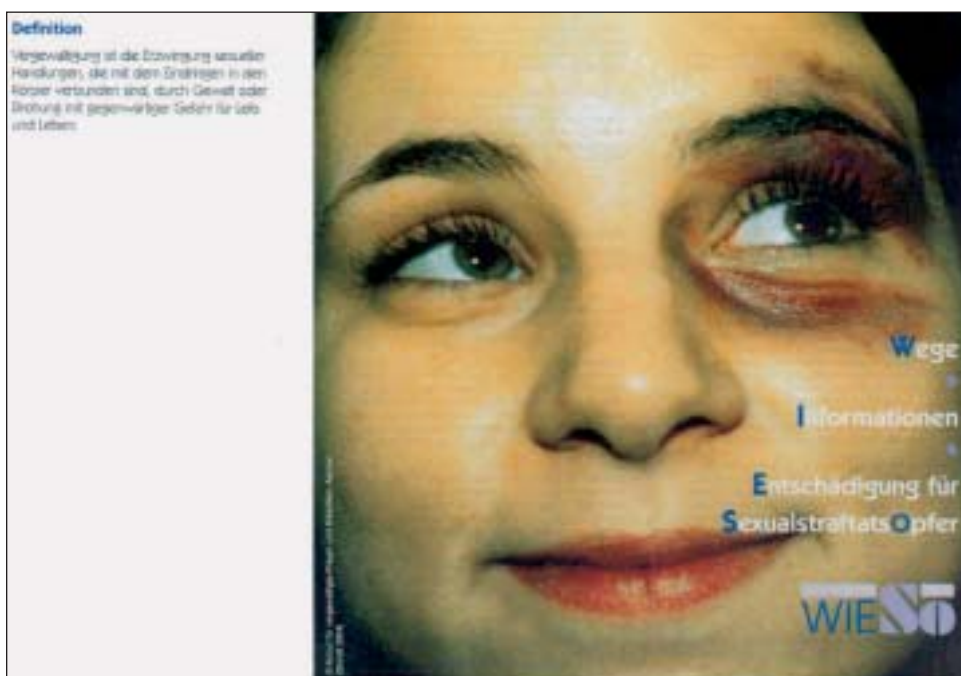 Definition
Vergewaltigung ist die Erzwingung sexueller
Handlungen, die mit dem Eindringen in den
Körper verbunden sind, durch Gewalt oder
Drohung mit gegenwärtiger Gefahr für Leib
und Leben.
Wege
Informationen
Entschädigung für
SexualstraftatsOpfer
WIESO